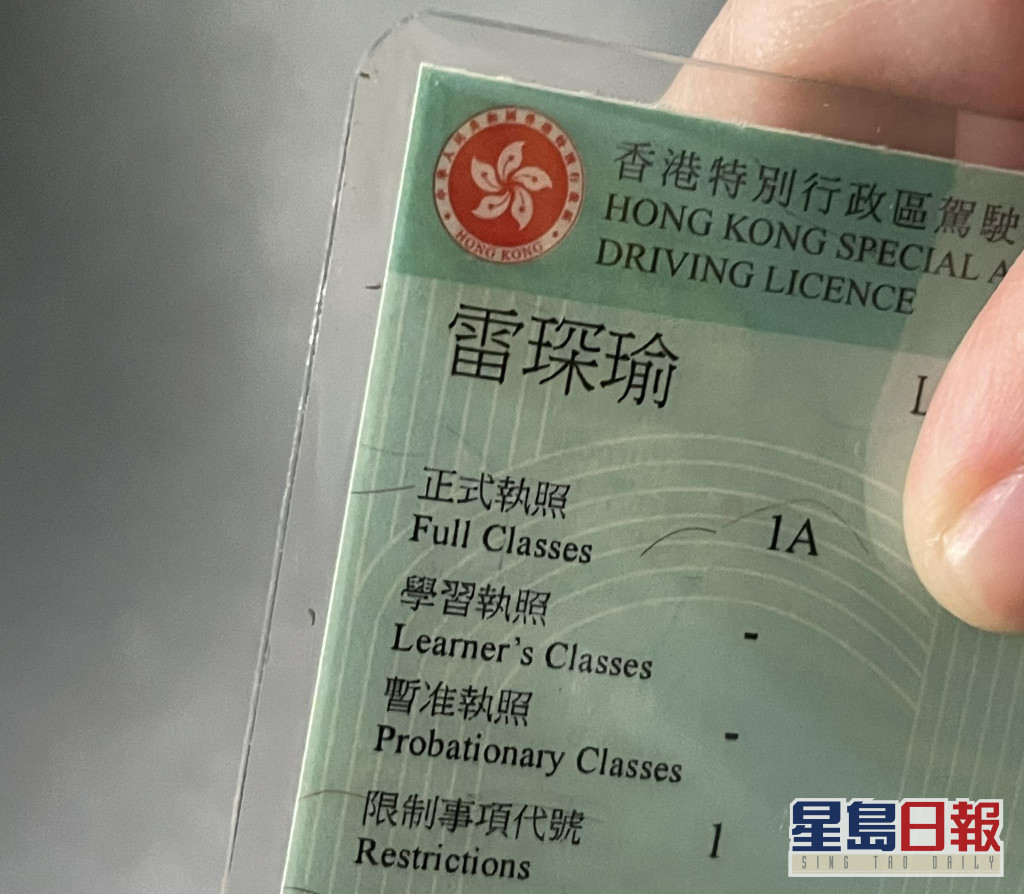 香港特別行政區駕駛
HONG KONG SPECIAL A
DRIVING LICENCE
HONG KONG
雷琛瑜
L
正式執照
Full Classes
1A
學習執照
Learner's Classes
-
暫准執照
Probationary Classes
-
限制事項代號
Restrictions
1
星島日報
SING TAO DAILY